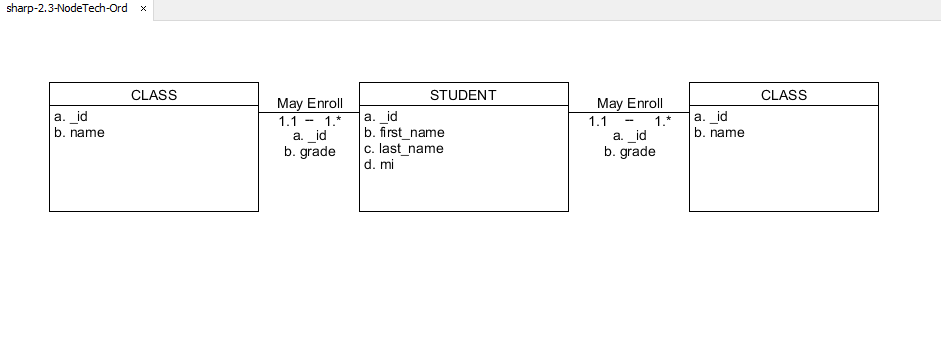 sharp-2.3-NodeTech-Ord ×
CLASS
a. _id
b. name
May Enroll
1.1 -- 1.*
a. _id
b. grade
STUDENT
a. _id
b. first_name
c. last_name
d. mi
May Enroll
1.1 -- 1.*
a. _id
b. grade
CLASS
a. _id
b. name